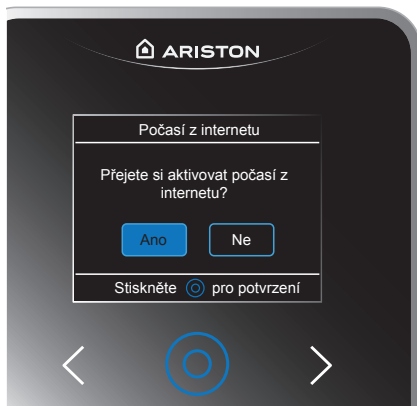 ARISTON
Počasí z internetu
Přejete si aktivovat počasí z
internetu?
Ano Ne
Stiskněte pro potvrzení